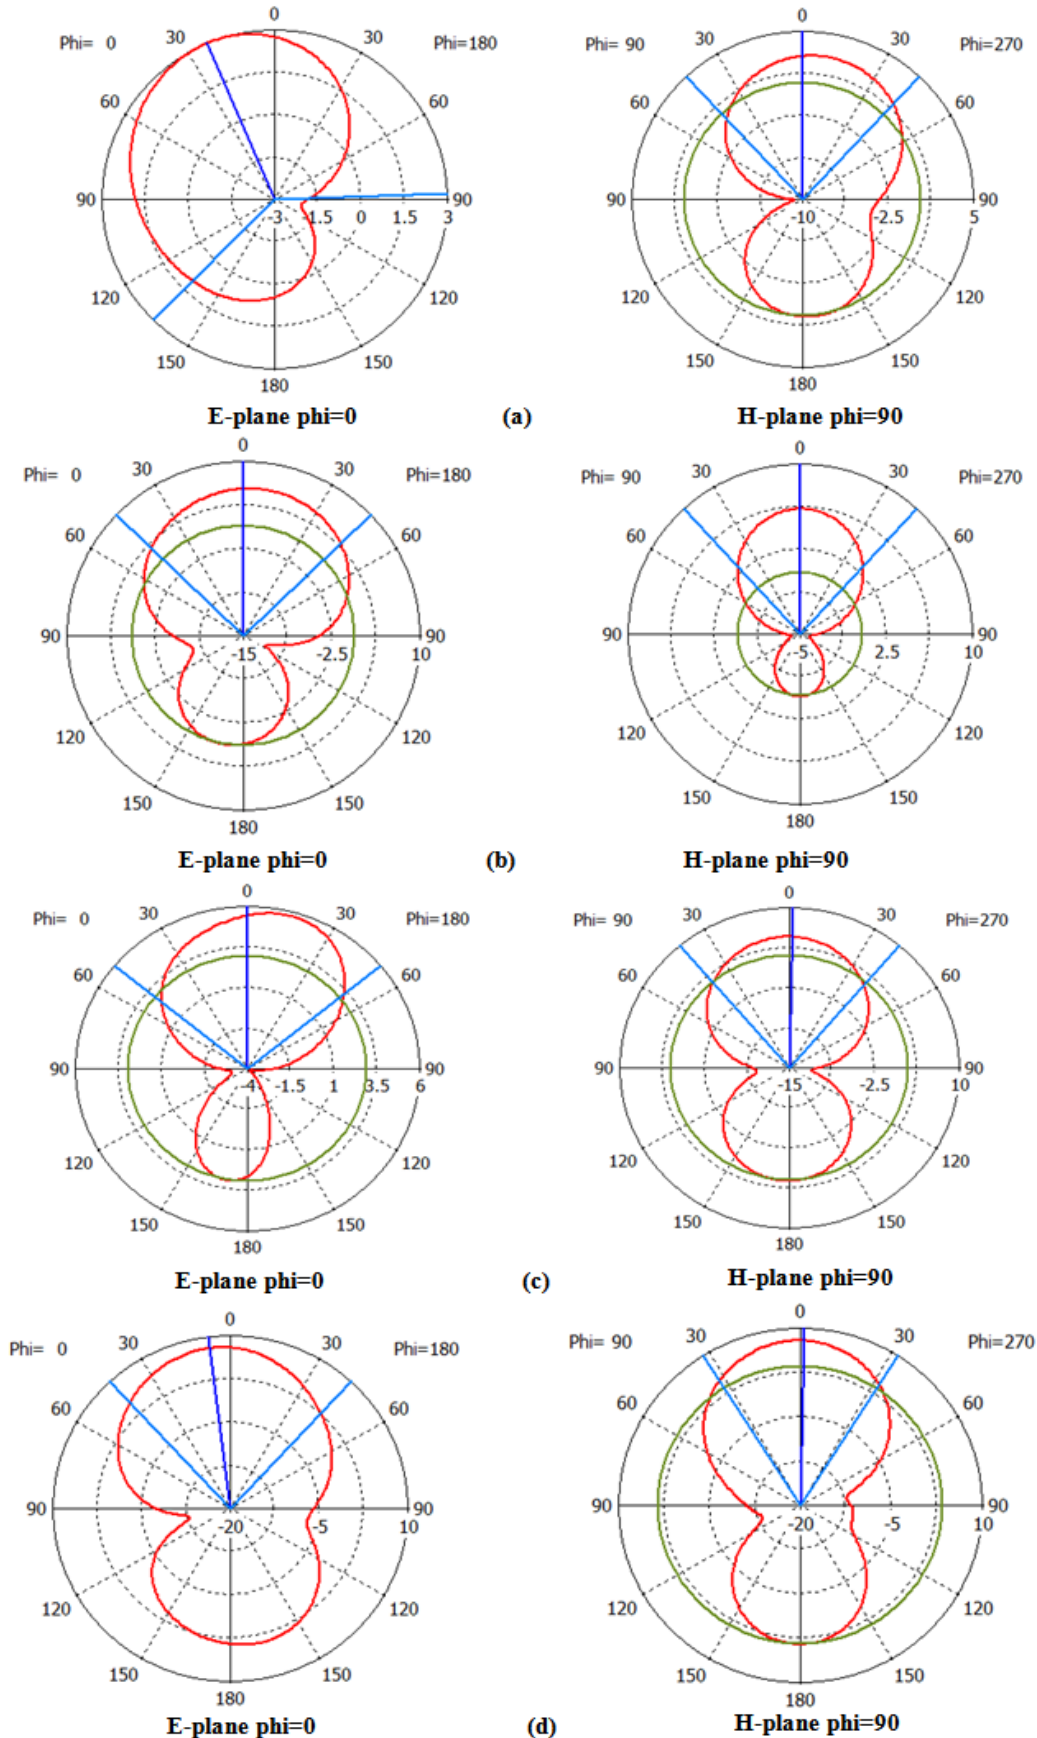 0 0
Phi= 0 30 30 Phi=180 Phi= 90 30 30 Phi=270
60 60 60 60
90 90 90 90
-3 -1.5 0 1.5 3 -10 -2.5 5
120 120 120 120
150 150 150 150
180 180
E-plane phi=0 (a) H-plane phi=90
0 0
Phi= 0 30 30 Phi=180 Phi= 90 30 30 Phi=270
60 60 60 60
90 90 90 90
15 -2.5 10 -5 2.5 10
120 120 120 120
150 150 150 150
180 180
E-plane phi=0 (b) H-plane phi=90
0 0
Phi= 0 30 30 Phi=180 Phi= 90 30 30 Phi=270
60 60 60 60
90 90 90 90
-4 -1.5 1 3.5 6 -15 -2.5 10
120 120 120 120
150 150 150 150
180 180
E-plane phi=0 (c) H-plane phi=90
0 0
Phi= 0 30 30 Phi=180 Phi= 90 30 30 Phi=270
60 60 60 60
90 90 90 90
-20 -5 10 -20 -5 10
120 120 120 120
150 150 150 150
180 180
E-plane phi=0 (d) H-plane phi=90